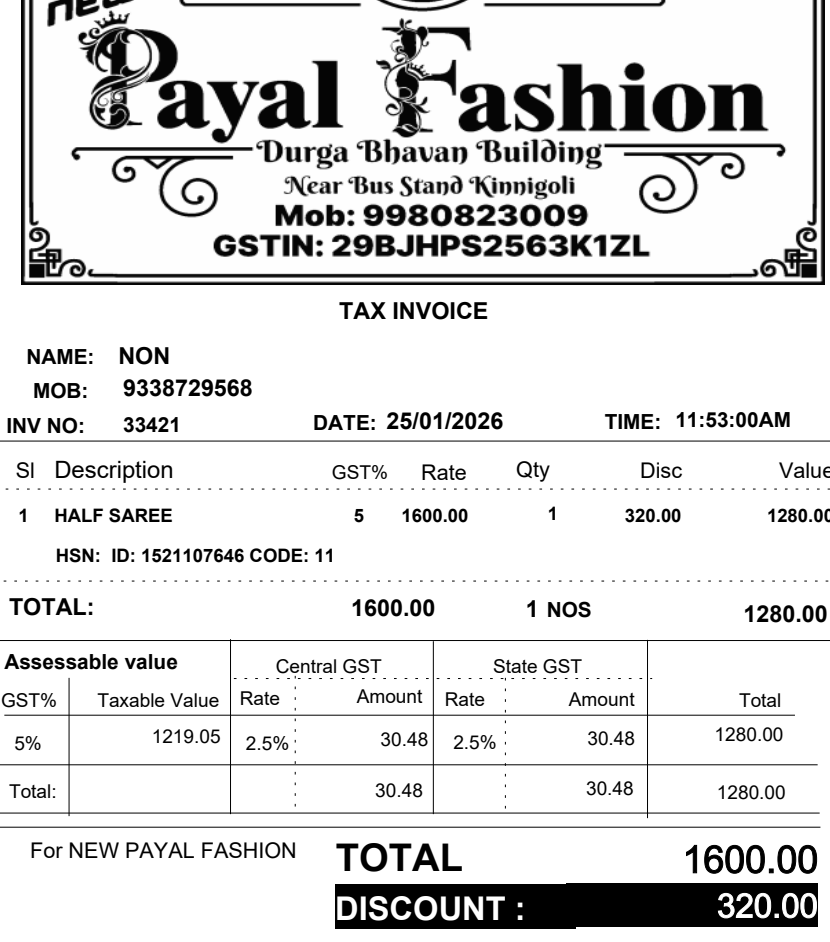 new
Payal Fashion
Durga Bhavan Building
Near Bus Stand Kinnigoli
Mob: 9980823009
GSTIN: 29BJHPS2563K1ZL
TAX INVOICE
NAME: NON
MOB: 9338729568
INV NO: 33421 DATE: 25/01/2026 TIME: 11:53:00AM
Sl Description GST% Rate Qty Disc Value
1 HALF SAREE 5 1600.00 1 320.00 1280.00
HSN: ID: 1521107646 CODE: 11
TOTAL: 1600.00 1 NOS 1280.00
Assessable value Central GST State GST
GST% Taxable Value Rate Amount Rate Amount Total
5% 1219.05 2.5% 30.48 2.5% 30.48 1280.00
Total: 30.48 30.48 1280.00
For NEW PAYAL FASHION TOTAL 1600.00
DISCOUNT : 320.00